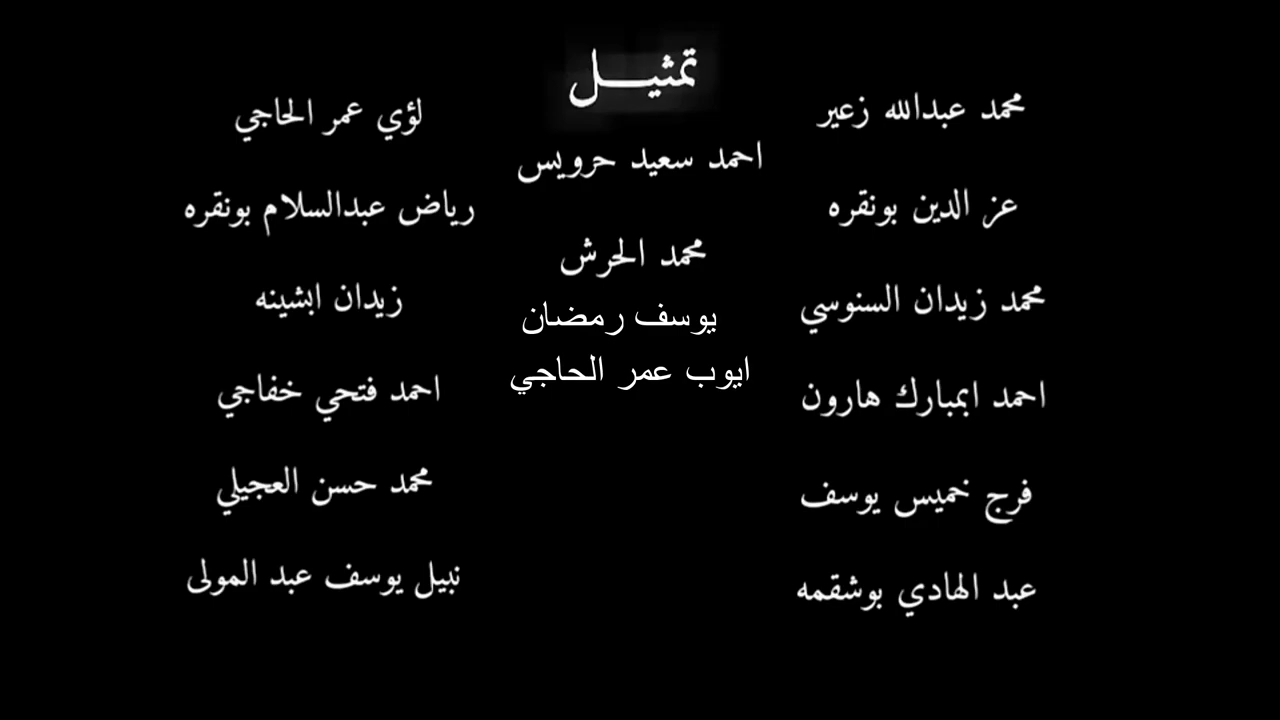 تمثيل
محمد عبدالله زعير
عز الدين بونقره
محمد زيدان السنوسي
احمد ابمبارك هارون
فرج خميس يوسف
عبد الهادي بوشقمه
احمد سعيد حرويس
محمد الحرش
يوسف رمضان
ايوب عمر الحاجي
لؤي عمر الحاجي
رياض عبدالسلام بونقره
زيدان ابشينه
احمد فتحي خفاجي
محمد حسن العجيلي
نبيل يوسف عبد المولى